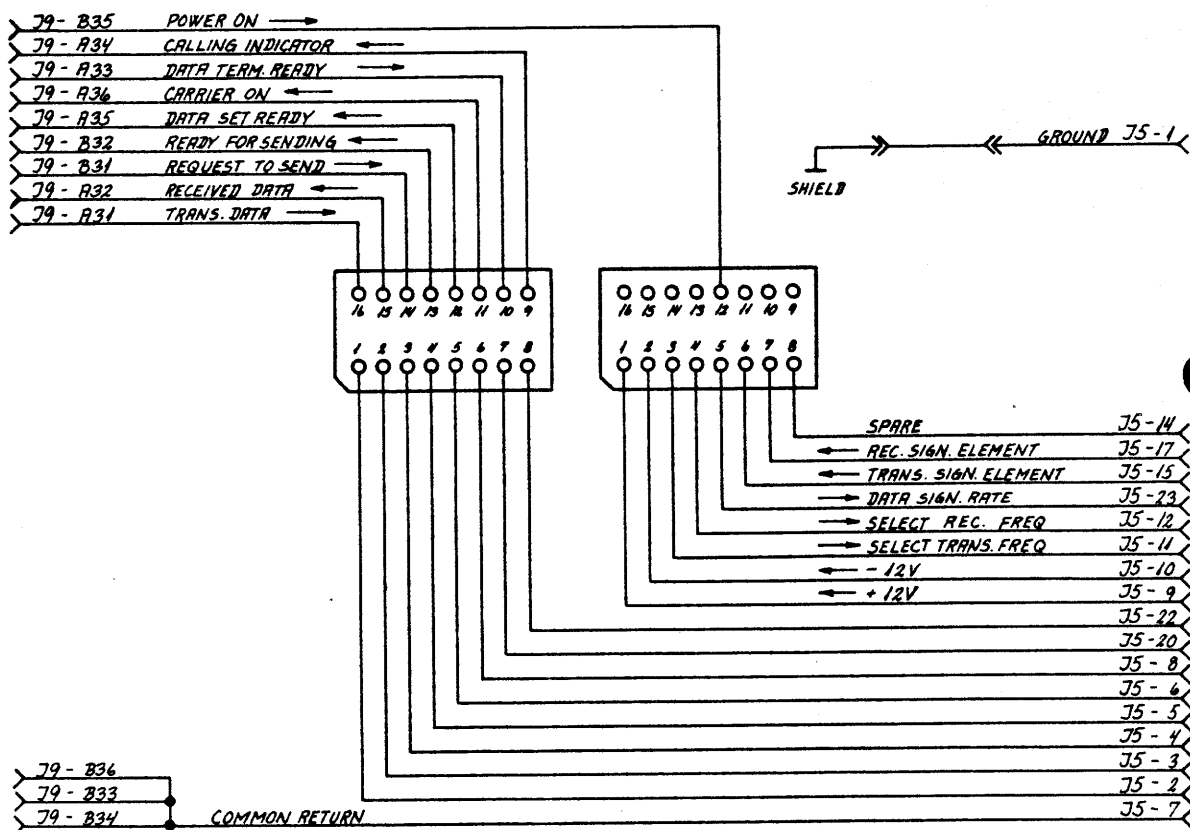 J9 - B35 POWER ON
J9 - A34 CALLING INDICATOR
J9 - A33 DATA TERM. READY
J9 - A36 CARRIER ON
J9 - A35 DATA SET READY
J9 - B32 READY FOR SENDING
J9 - B31 REQUEST TO SEND
J9 - A32 RECEIVED DATA
J9 - A31 TRANS. DATA
GROUND J5 - 1
SHIELD
16 15 14 13 12 11 10 9
1 2 3 4 5 6 7 8
16 15 14 13 12 11 10 9
1 2 3 4 5 6 7 8
SPARE J5 - 14
REC. SIGN. ELEMENT J5 - 17
TRANS. SIGN. ELEMENT J5 - 15
DATA SIGN. RATE J5 - 23
SELECT REC. FREQ J5 - 12
SELECT TRANS. FREQ J5 - 11
- 12V J5 - 10
+ 12V J5 - 9
J5 - 22
J5 - 20
J5 - 8
J5 - 6
J5 - 5
J5 - 4
J5 - 3
J5 - 2
J9 - B36
J9 - B33
J9 - B34 COMMON RETURN J5 - 7